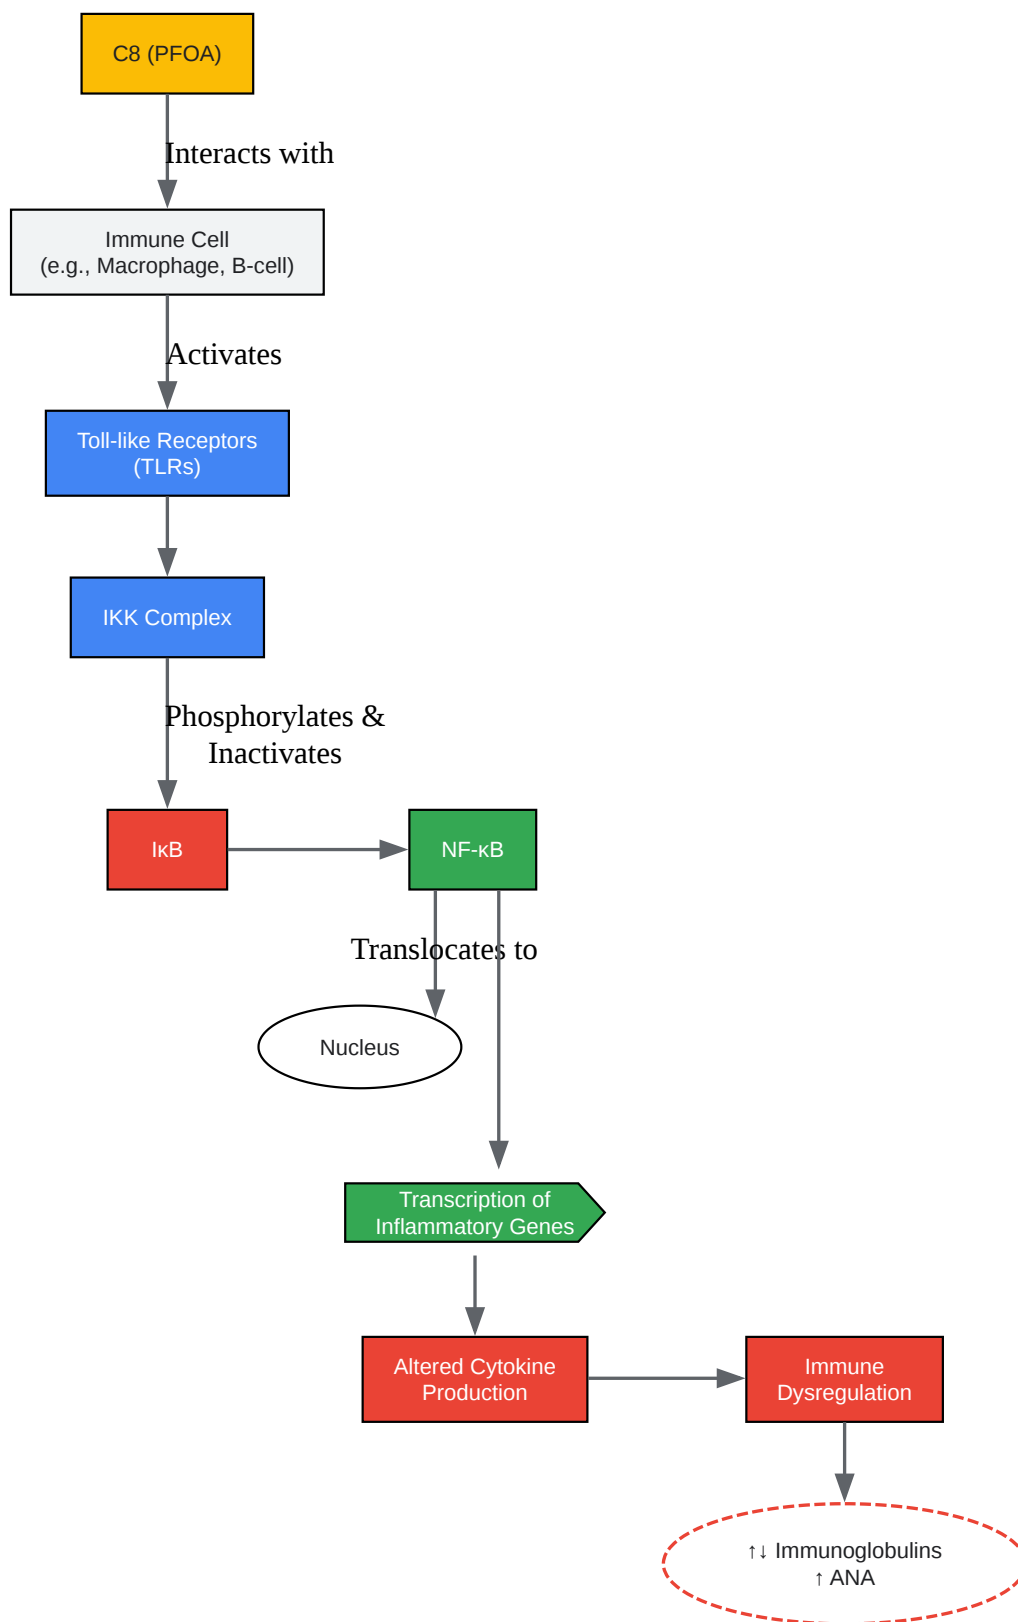 C8 (PFOA)
Interacts with
Immune Cell
(e.g., Macrophage, B-cell)
Activates
Toll-like Receptors
(TLRs)
IKK Complex
Phosphorylates &
Inactivates
IκB
NF-κB
Translocates to
Nucleus
Transcription of
Inflammatory Genes
Altered Cytokine
Production
Immune
Dysregulation
↑↓ Immunoglobulins
↑ ANA